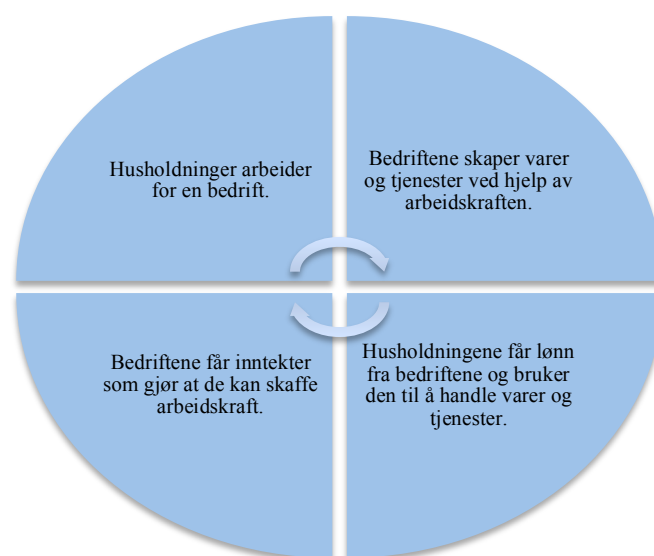 Husholdninger arbeider
for en bedrift.
Bedriftene skaper varer
og tjenester ved hjelp av
arbeidskraften.
Husholdningene får lønn
fra bedriftene og bruker
den til å handle varer og
tjenester.
Bedriftene får inntekter
som gjør at de kan skaffe
arbeidskraft.